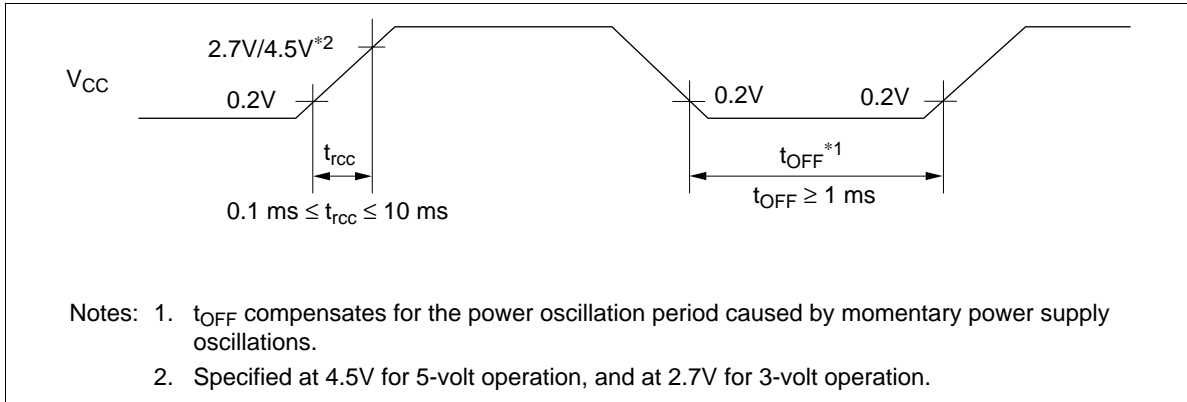 2.7V/4.5V*2
VCC
0.2V
0.2V
0.2V
trcc
tOFF*1
0.1 ms ≤ trcc ≤ 10 ms
tOFF ≥ 1 ms
Notes: 1. tOFF compensates for the power oscillation period caused by momentary power supply
oscillations.
2. Specified at 4.5V for 5-volt operation, and at 2.7V for 3-volt operation.